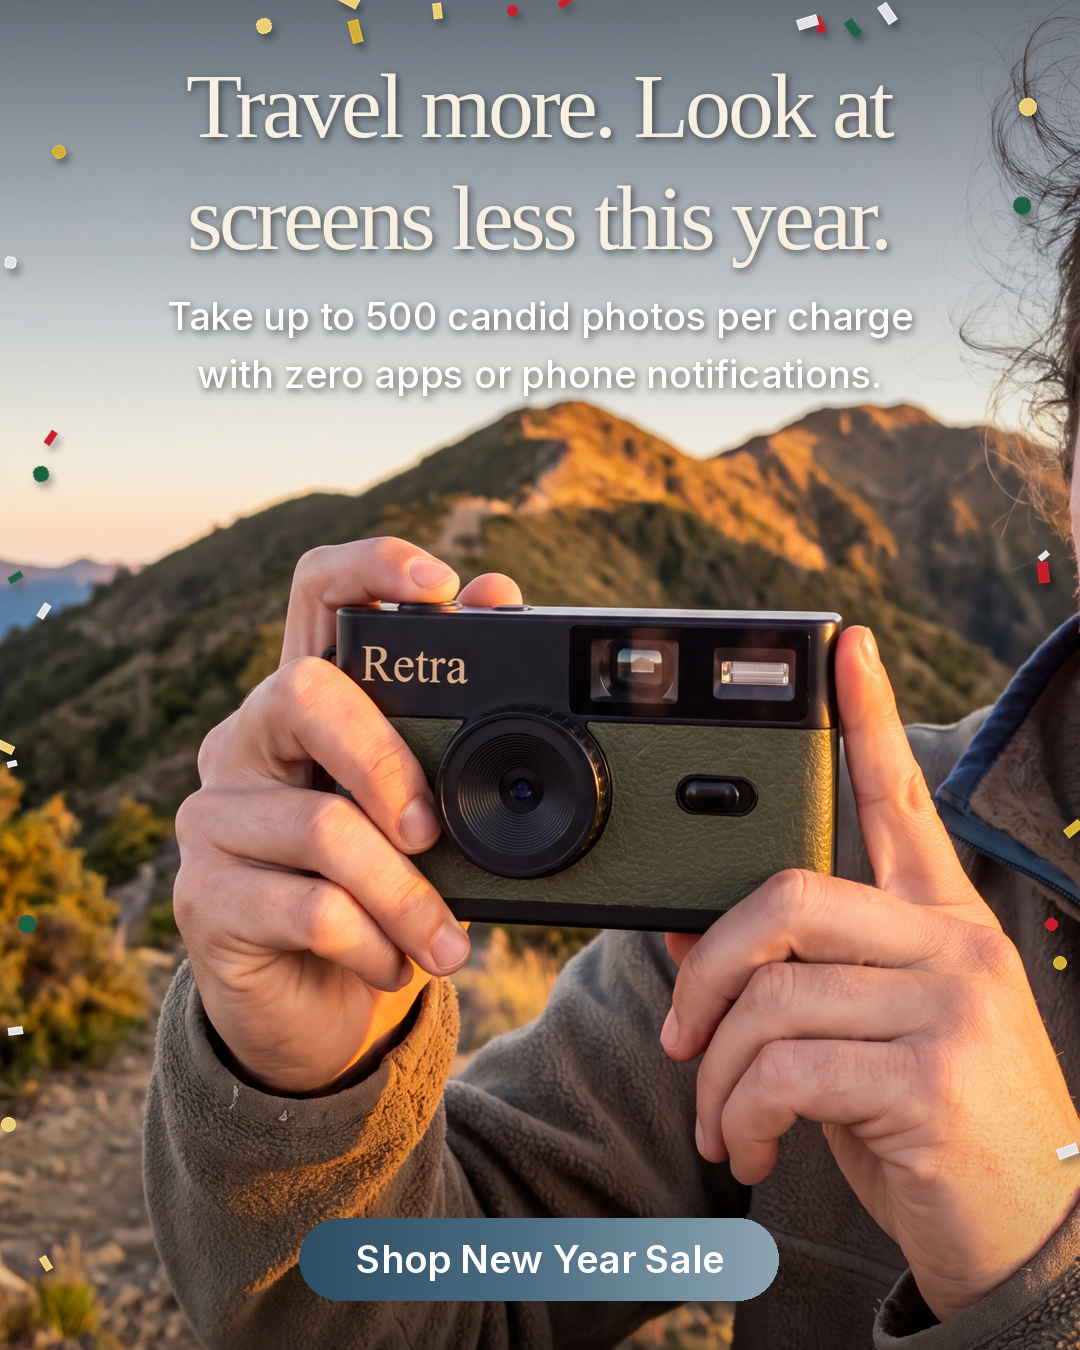 Travel more. Look at
screens less this year.
Take up to 500 candid photos per charge
with zero apps or phone notifications.
Retra
Shop New Year Sale